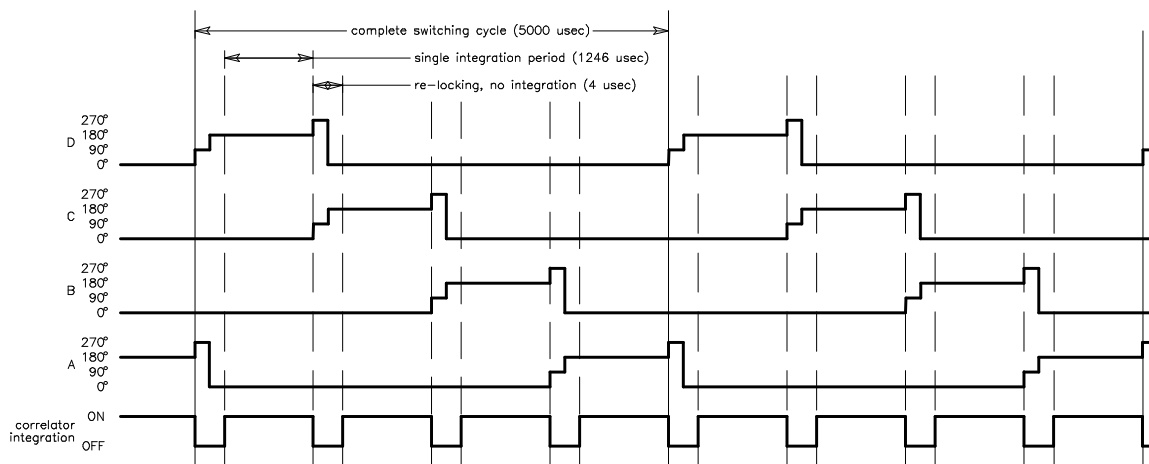 complete switching cycle (5000 usec)
single integration period (1246 usec)
re-locking, no integration (4 usec)
D
270°
180°
90°
0°
C
270°
180°
90°
0°
B
270°
180°
90°
0°
A
270°
180°
90°
0°
correlator
integration
ON
OFF